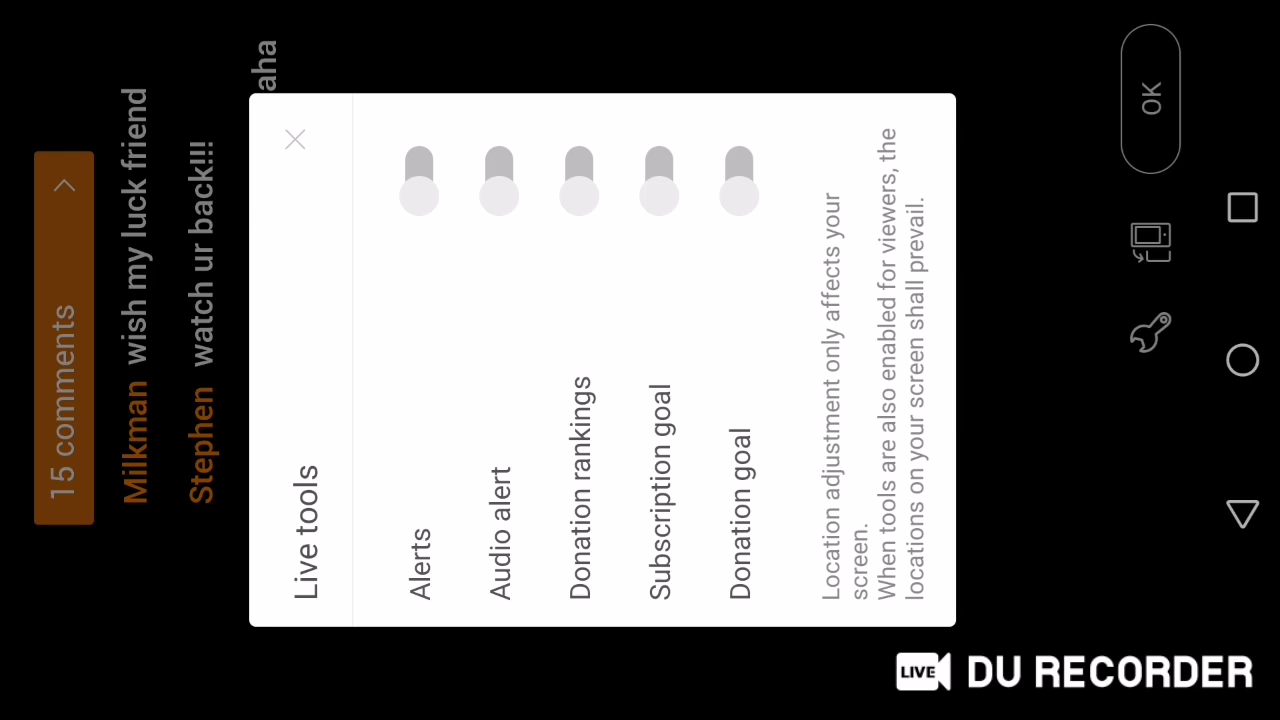 15 comments
Milkman wish my luck friend
Stephen watch ur back!!!
aha
Live tools
Alerts
Audio alert
Donation rankings
Subscription goal
Donation goal
Location adjustment only affects your
screen.
When tools are also enabled for viewers, the
locations on your screen shall prevail.
OK
LIVE DU RECORDER